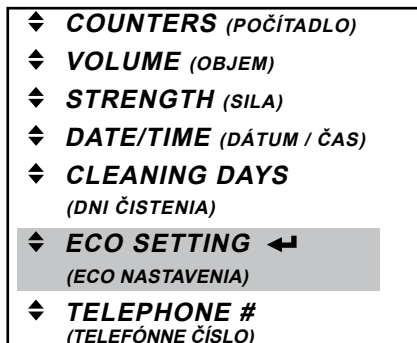 COUNTERS (POČÍTADLO)
VOLUME (OBJEM)
STRENGTH (SILA)
DATE/TIME (DÁTUM / ČAS)
CLEANING DAYS
(DNI ČISTENIA)
ECO SETTING
(ECO NASTAVENIA)
TELEPHONE #
(TELEFÓNNE ČÍSLO)